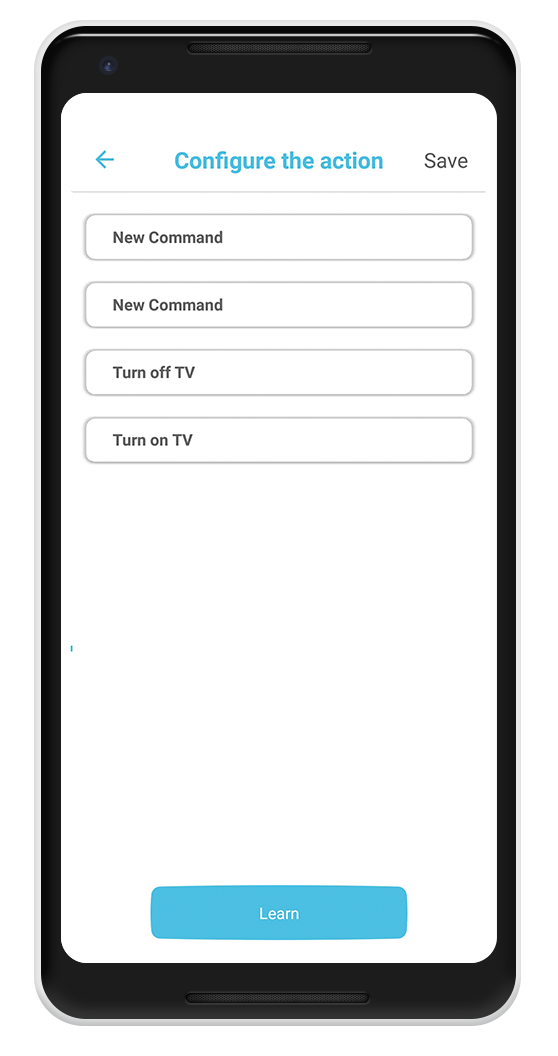 Configure the action Save
New Command
New Command
Turn off TV
Turn on TV
Learn